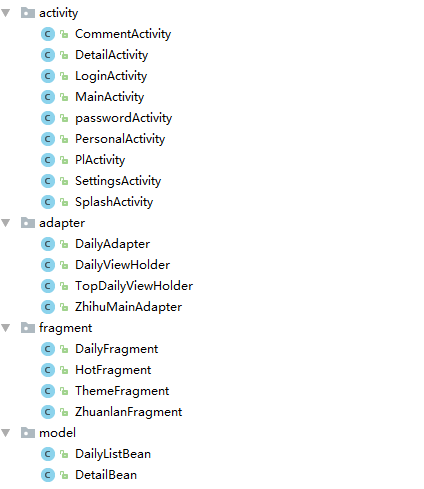 activity
CommentActivity
DetailActivity
LoginActivity
MainActivity
passwordActivity
PersonalActivity
PlActivity
SettingsActivity
SplashActivity
adapter
DailyAdapter
DailyViewHolder
TopDailyViewHolder
ZhihuMainAdapter
fragment
DailyFragment
HotFragment
ThemeFragment
ZhuanlanFragment
model
DailyListBean
DetailBean